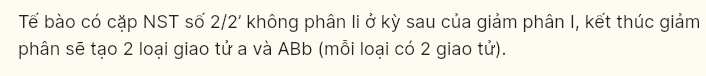 Tế bào có cặp NST số 2/2’ không phân li ở kỳ sau của giảm phân I, kết thúc giảm
phân sẽ tạo 2 loại giao tử a và ABb (mỗi loại có 2 giao tử).